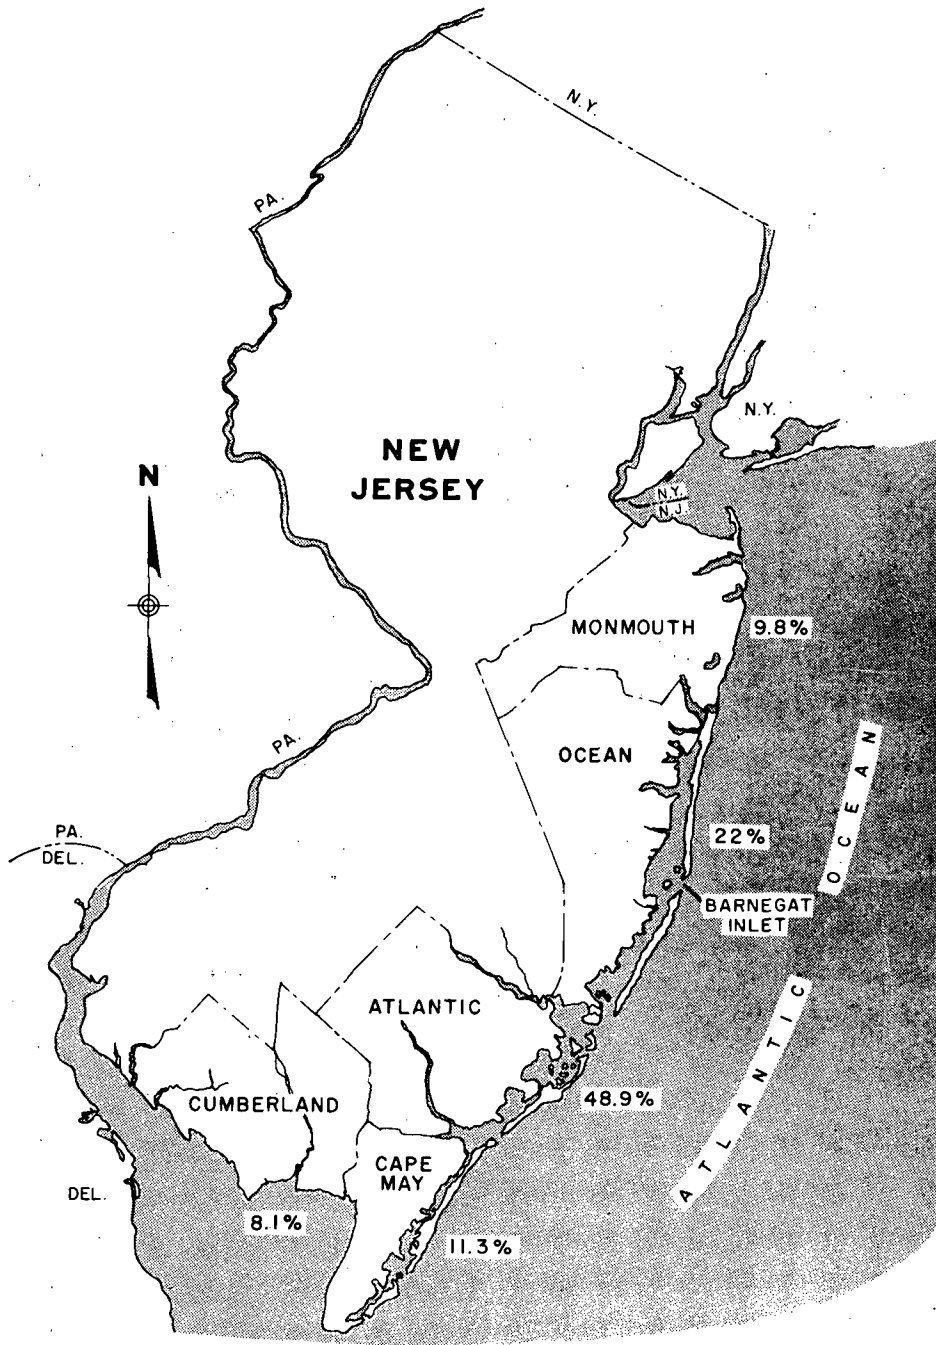 N.Y.
PA.
N.Y.
NEW
JERSEY
N
N.Y.
N.J.
MONMOUTH
9.8%
PA.
OCEAN
OCEAN
PA.
DEL.
22%
BARNEGAT
INLET
ATLANTIC
ATLANTIC
CUMBERLAND
48.9%
CAPE
MAY
DEL.
8.1%
11.3%